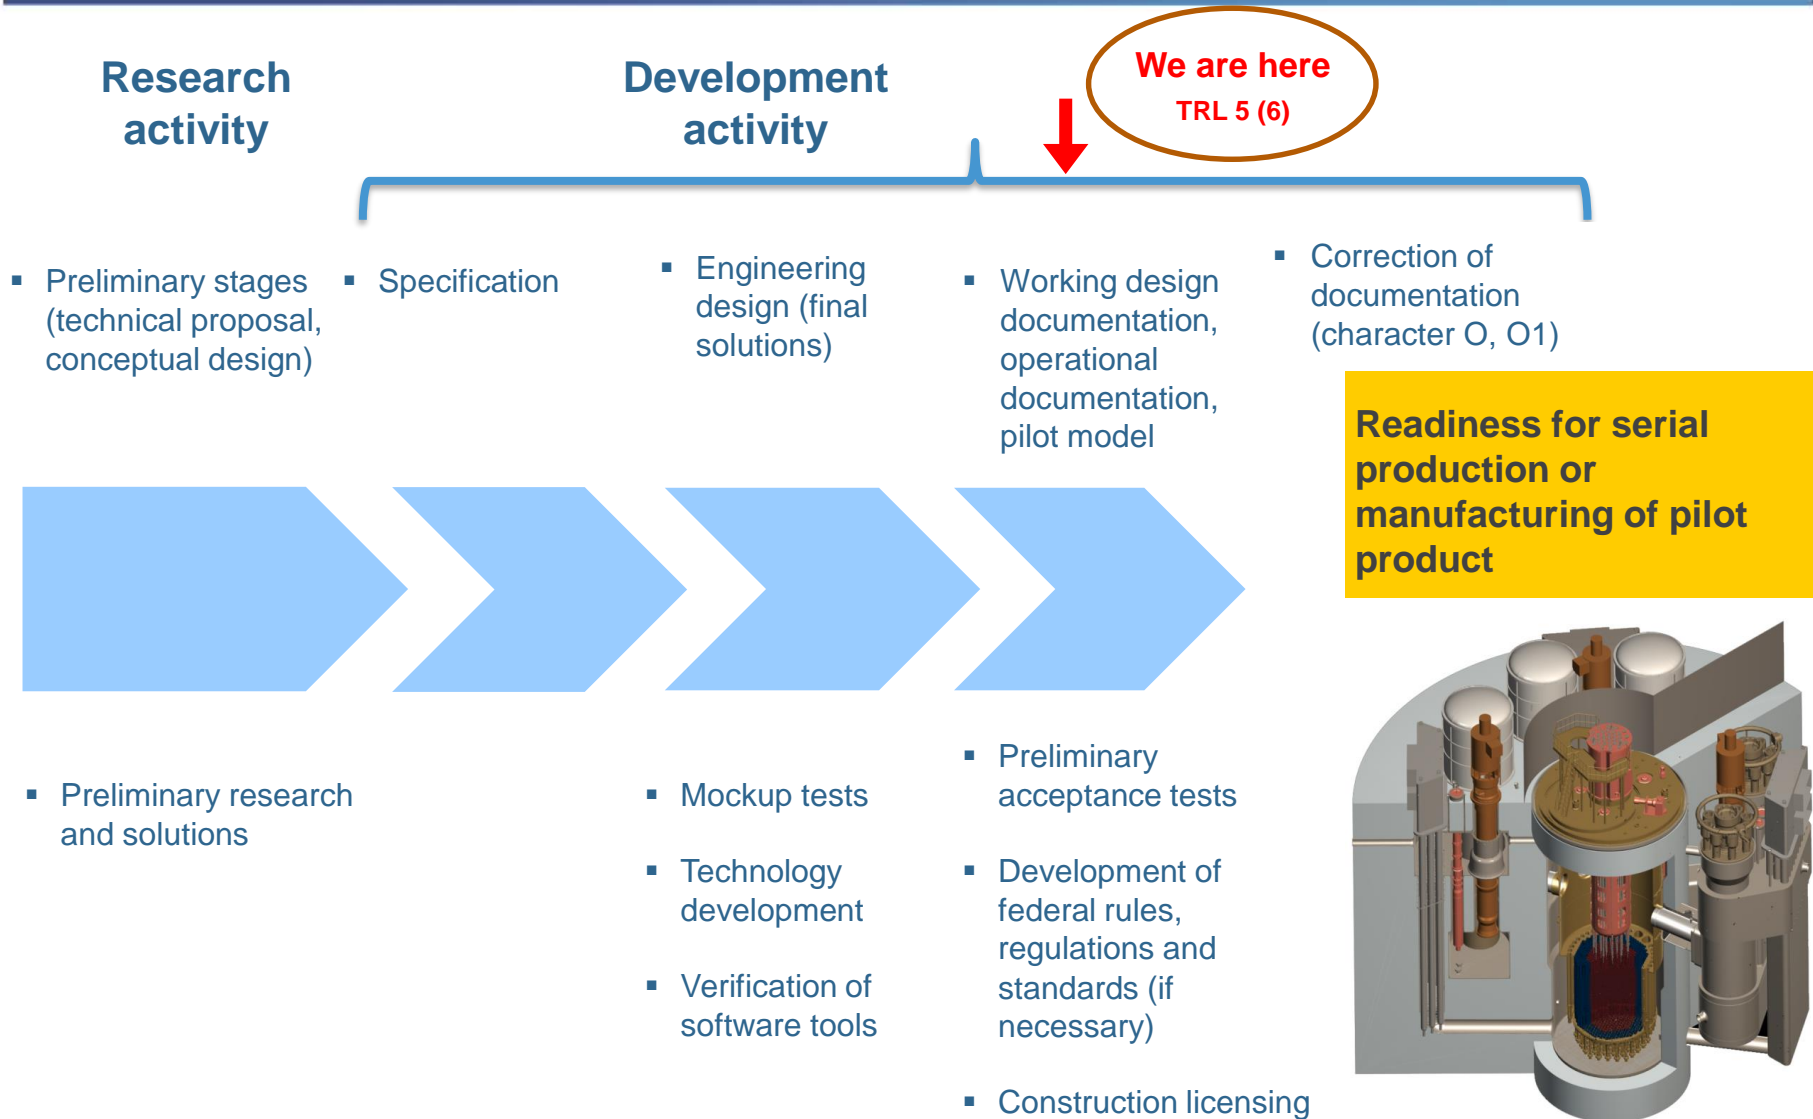 Research
activity
Development
activity
We are here
TRL 5 (6)
▪ Preliminary stages
(technical proposal,
conceptual design)
▪ Specification
▪ Engineering
design (final
solutions)
▪ Working design
documentation,
operational
documentation,
pilot model
▪ Correction of
documentation
(character O, O1)
Readiness for serial
production or
manufacturing of pilot
product
▪ Preliminary research
and solutions
▪ Mockup tests
▪ Technology
development
▪ Verification of
software tools
▪ Preliminary
acceptance tests
▪ Development of
federal rules,
regulations and
standards (if
necessary)
▪ Construction licensing